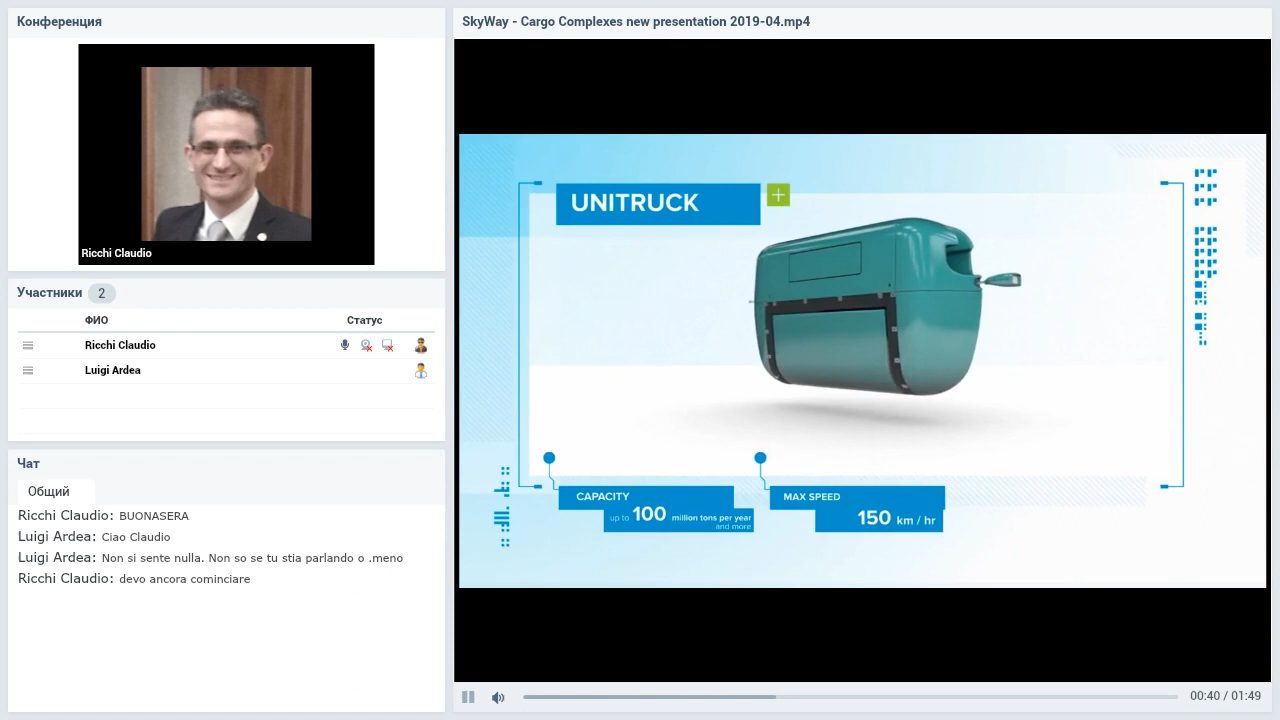 Конференция
Ricchi Claudio
Участники 2
ФИО Статус
Ricchi Claudio
Luigi Ardea
Чат
Общий
Ricchi Claudio: BUONASERA
Luigi Ardea: Ciao Claudio
Luigi Ardea: Non si sente nulla. Non so se tu stia parlando o .meno
Ricchi Claudio: devo ancora cominciare
SkyWay - Cargo Complexes new presentation 2019-04.mp4
UNITRUCK
CAPACITY
up to 100 million tons per year
and more
MAX SPEED
150 km / hr
00:40 / 01:49